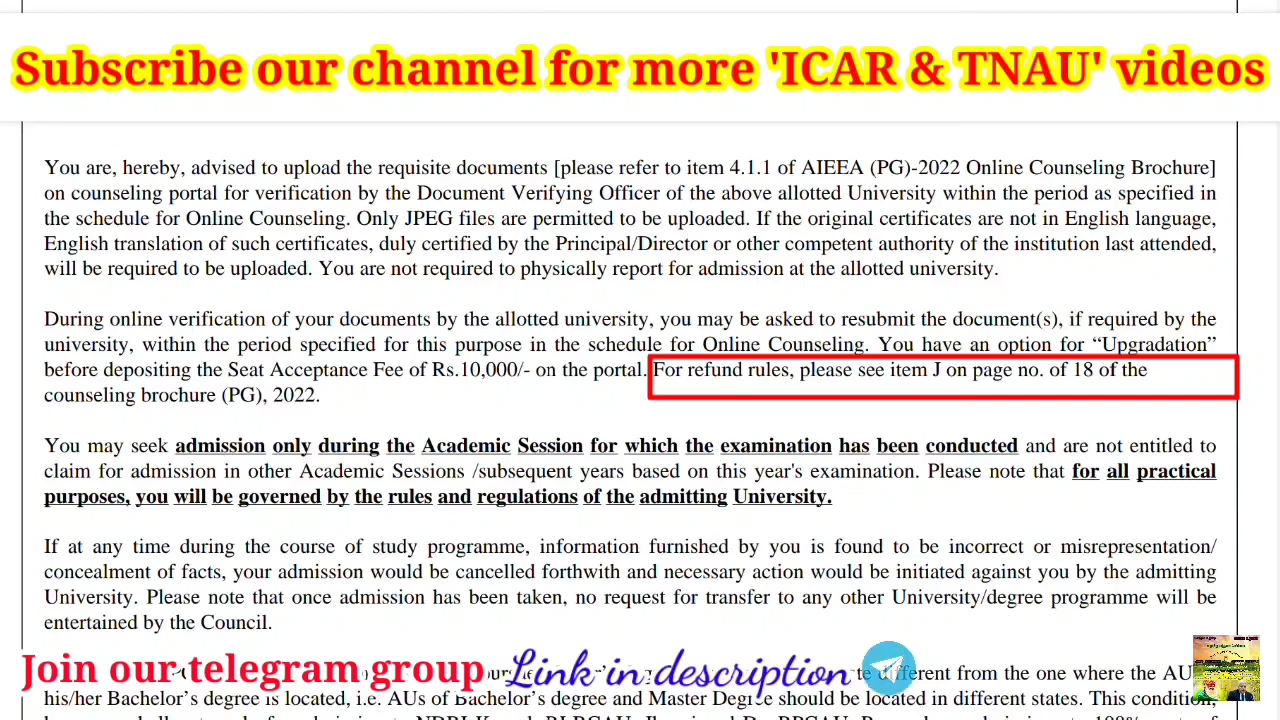 Subscribe our channel for more 'ICAR & TNAU' videos
You are, hereby, advised to upload the requisite documents [please refer to item 4.1.1 of AIEEA (PG)-2022 Online Counseling Brochure]
on counseling portal for verification by the Document Verifying Officer of the above allotted University within the period as specified in
the schedule for Online Counseling. Only JPEG files are permitted to be uploaded. If the original certificates are not in English language,
English translation of such certificates, duly certified by the Principal/Director or other competent authority of the institution last attended,
will be required to be uploaded. You are not required to physically report for admission at the allotted university.
During online verification of your documents by the allotted university, you may be asked to resubmit the document(s), if required by the
university, within the period specified for this purpose in the schedule for Online Counseling. You have an option for “Upgradation”
before depositing the Seat Acceptance Fee of Rs.10,000/- on the portal. For refund rules, please see item J on page no. of 18 of the
counseling brochure (PG), 2022.
You may seek admission only during the Academic Session for which the examination has been conducted and are not entitled to
claim for admission in other Academic Sessions /subsequent years based on this year's examination. Please note that for all practical
purposes, you will be governed by the rules and regulations of the admitting University.
If at any time during the course of study programme, information furnished by you is found to be incorrect or misrepresentation/
concealment of facts, your admission would be cancelled forthwith and necessary action would be initiated against you by the admitting
University. Please note that once admission has been taken, no request for transfer to any other University/degree programme will be
entertained by the Council.
Join our telegram group Link in description
different from the one where the AU
his/her Bachelor’s degree is located, i.e. AUs of Bachelor’s degree and Master Degree should be located in different states. This condition,